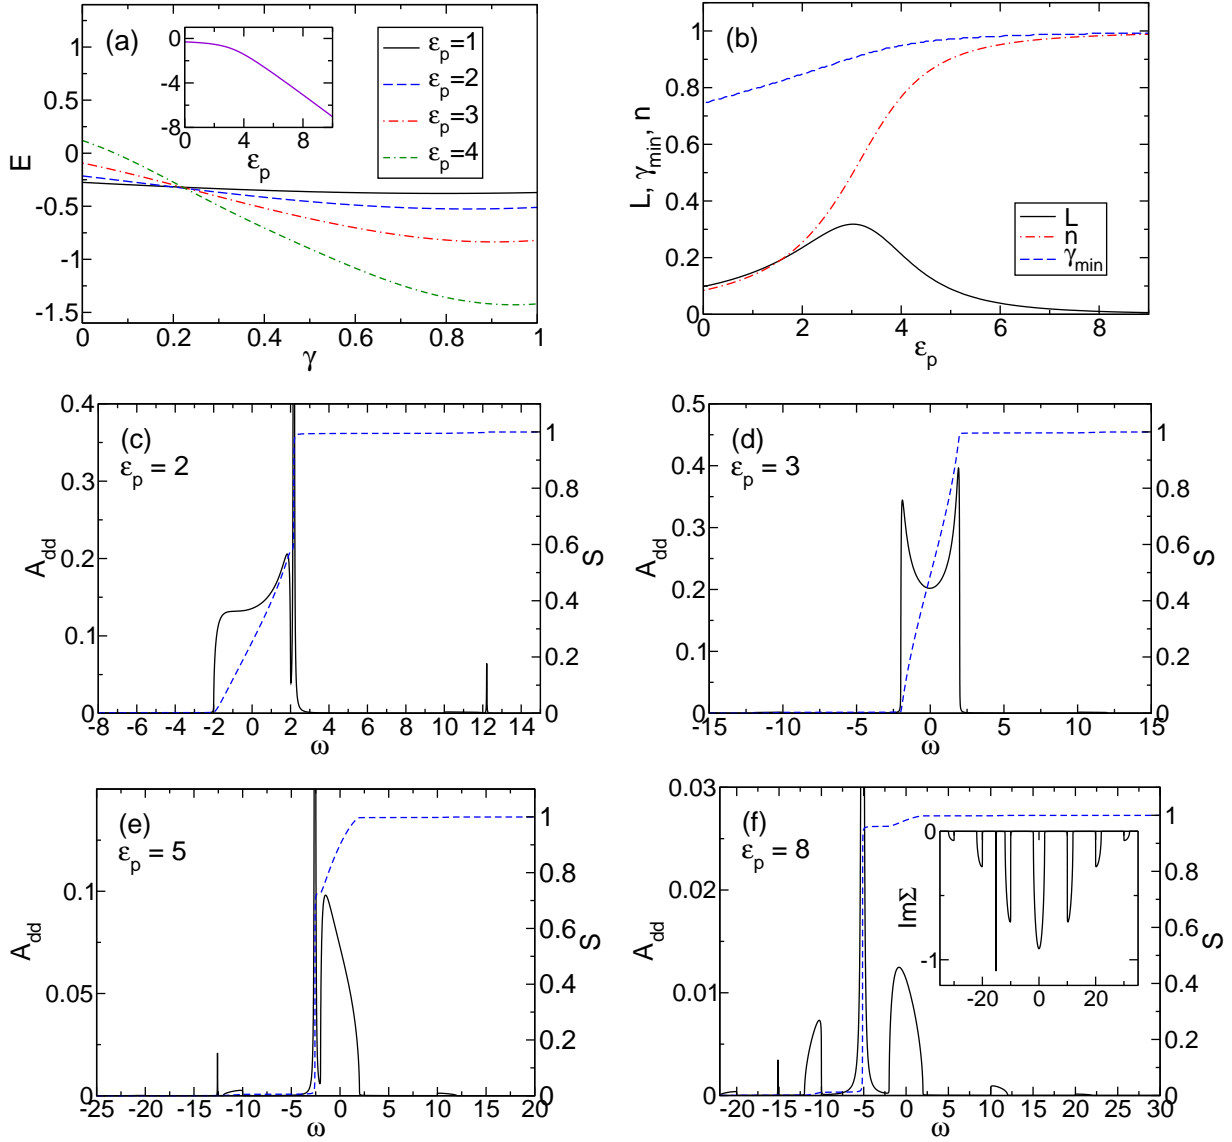 (a)
1
0.5
0
-0.5
-1
-1.5
E
0 0.2 0.4 0.6 0.8 1
γ
0
-4
-8
0 4 8
ε_p
ε_p=1
ε_p=2
ε_p=3
ε_p=4
(b)
1
0.8
0.6
0.4
0.2
0
L, γ_min, n
0 2 4 6 8
ε_p
L
n
γ_min
(c)
ε_p = 2
0.4
0.3
0.2
0.1
0
A_dd
-8 -6 -4 -2 0 2 4 6 8 10 12 14
ω
1
0.8
0.6
0.4
0.2
0
S
(d)
ε_p = 3
0.5
0.4
0.3
0.2
0.1
0
A_dd
-15 -10 -5 0 5 10 15
ω
1
0.8
0.6
0.4
0.2
0
S
(e)
ε_p = 5
0.1
0.05
0
A_dd
-25 -20 -15 -10 -5 0 5 10 15 20
ω
1
0.8
0.6
0.4
0.2
0
S
(f)
ε_p = 8
0.03
0.02
0.01
0
A_dd
-20 -15 -10 -5 0 5 10 15 20 25 30
ω
1
0.8
0.6
0.4
0.2
0
S
0
-1
ImΣ
-20 0 20